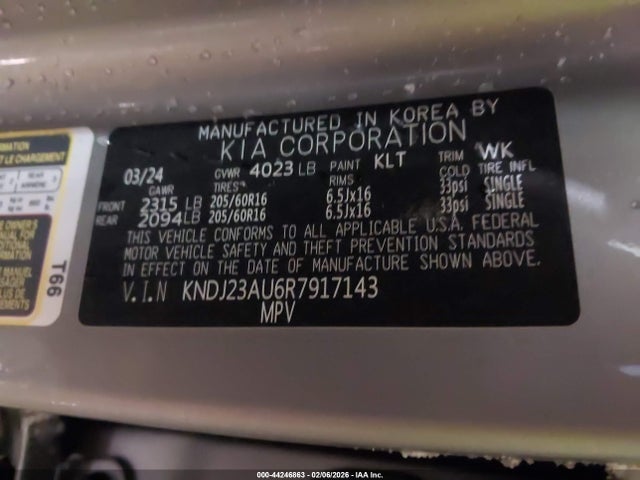 MANUFACTURED IN KOREA BY
KIA CORPORATION
03/24 GVWR 4023 LB PAINT KLT TRIM WK
GAWR TIRES RIMS COLD TIRE INFL
FRONT 2315 LB 205/60R16 6.5Jx16 33psi SINGLE
REAR 2094 LB 205/60R16 6.5Jx16 33psi SINGLE
THIS VEHICLE CONFORMS TO ALL APPLICABLE U.S.A. FEDERAL
MOTOR VEHICLE SAFETY AND THEFT PREVENTION STANDARDS
IN EFFECT ON THE DATE OF MANUFACTURE SHOWN ABOVE.
V.I.N KNDJ23AU6R7917143
MPV
T66
000-44246863 - 02/06/2026 - IAA Inc.